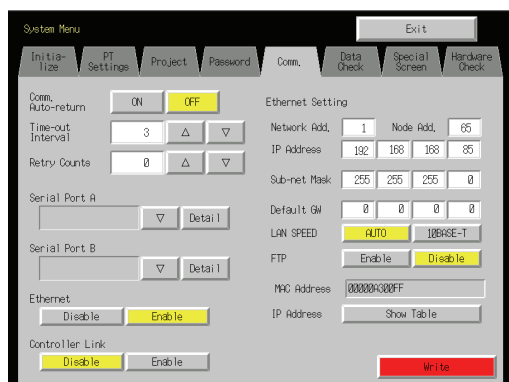 System Menu
Exit
Initia-
lize
PT
Settings
Project
Password
Comm.
Data
Check
Special
Screen
Hardware
Check
Comm.
Auto-return
ON
OFF
Time-out
Interval
3
△
▽
Retry Counts
0
△
▽
Serial Port A
▽
Detail
Serial Port B
▽
Detail
Ethernet
Disable
Enable
Controller Link
Disable
Enable
Ethernet Setting
Network Add. 1 Node Add. 65
IP Address 192 168 168 85
Sub-net Mask 255 255 255 0
Default GW 0 0 0 0
LAN SPEED AUTO 10BASE-T
FTP Enable Disable
MAC Address 00000A300FF
IP Address Show Table
Write